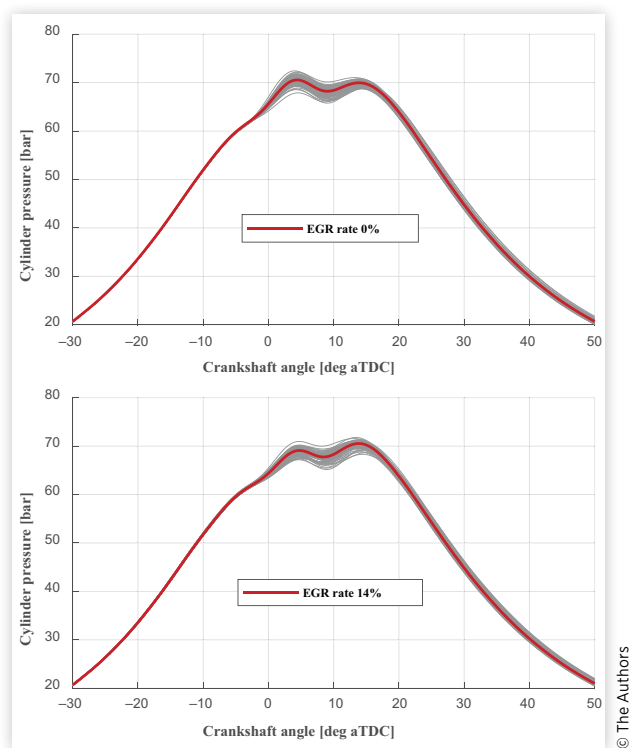 80
70
60
50
40
30
20
Cylinder pressure [bar]
EGR rate 0%
–30 –20 –10 0 10 20 30 40 50
Crankshaft angle [deg aTDC]
80
70
60
50
40
30
20
Cylinder pressure [bar]
EGR rate 14%
–30 –20 –10 0 10 20 30 40 50
Crankshaft angle [deg aTDC]
© The Authors